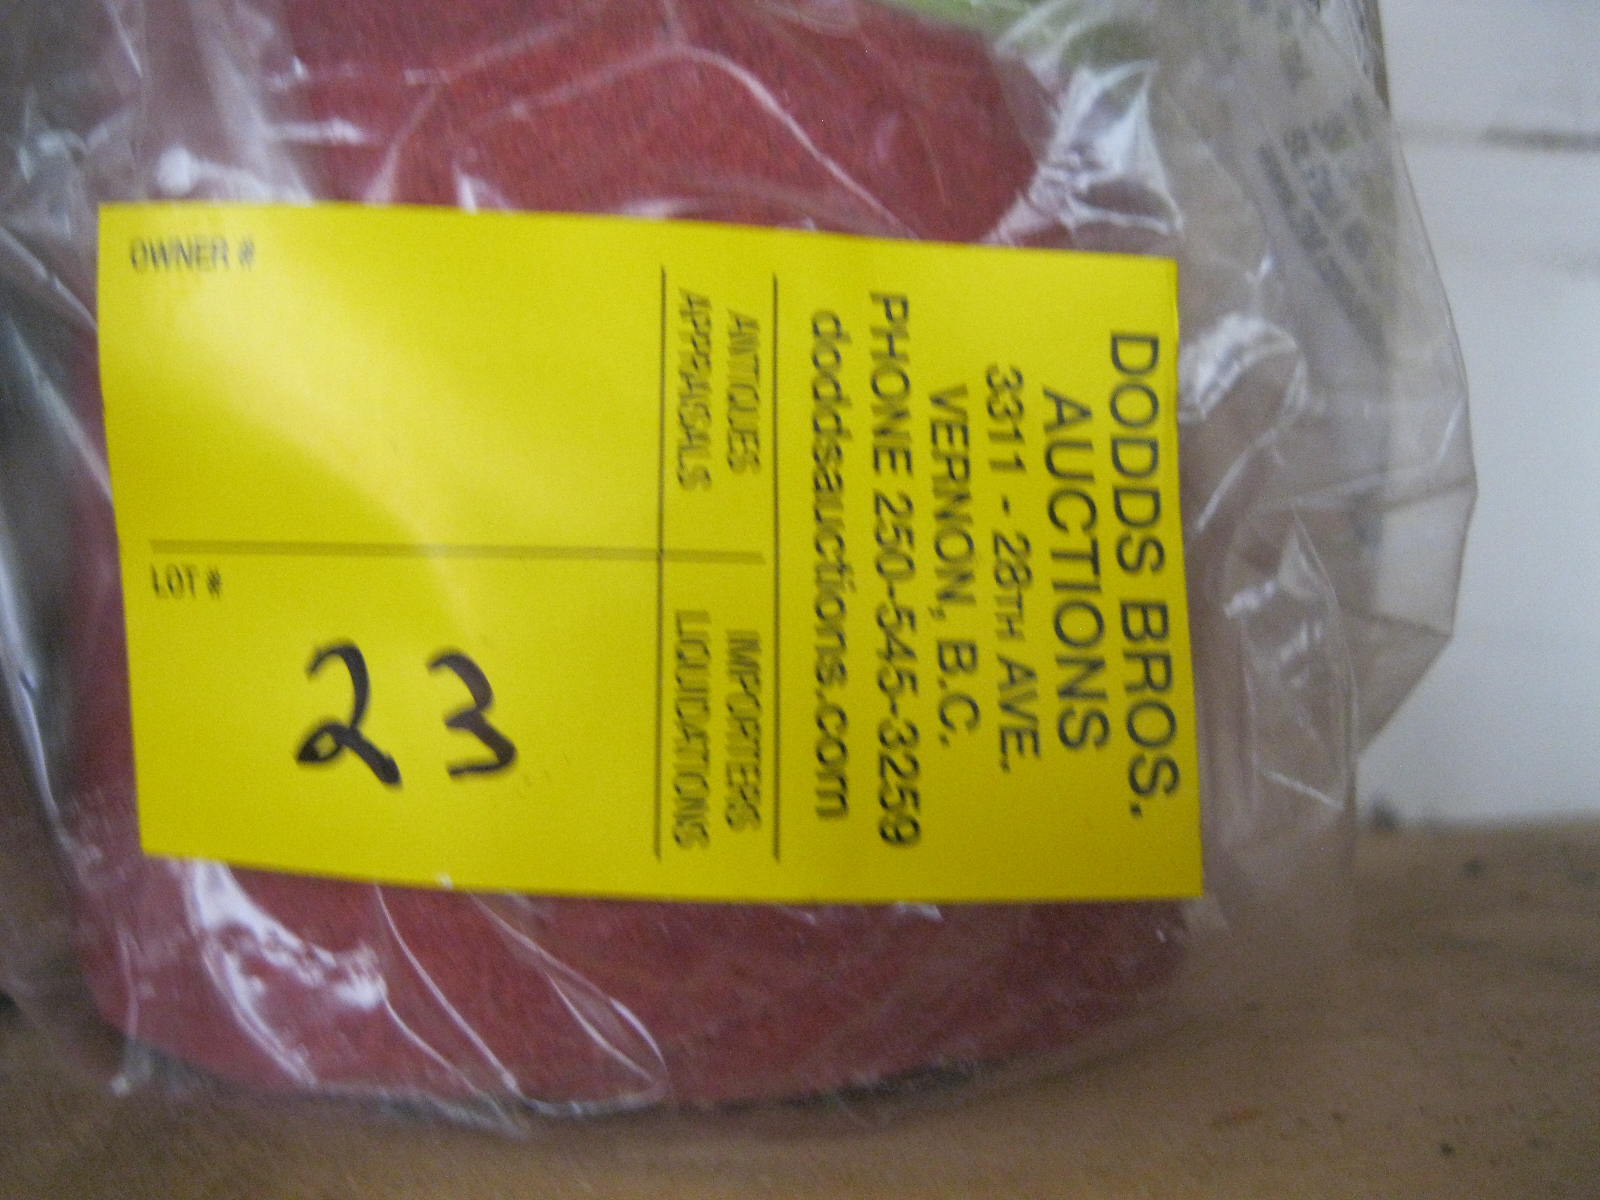 DODDS BROS.
AUCTIONS
3311 - 28TH AVE.
VERNON, B.C.
PHONE 250-545-3259
doddsauctions.com
ANTIQUES IMPORTERS
APPRAISALS LIQUIDATIONS
OWNER #
LOT #
23